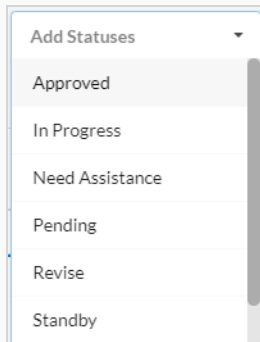 Add Statuses
Approved
In Progress
Need Assistance
Pending
Revise
Standby